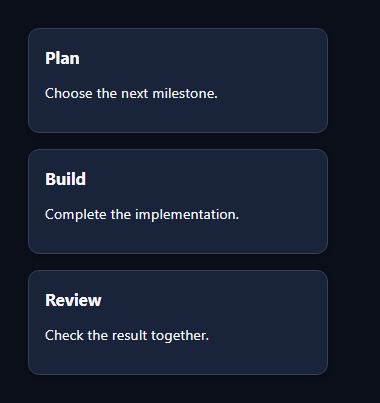 Plan
Choose the next milestone.
Build
Complete the implementation.
Review
Check the result together.